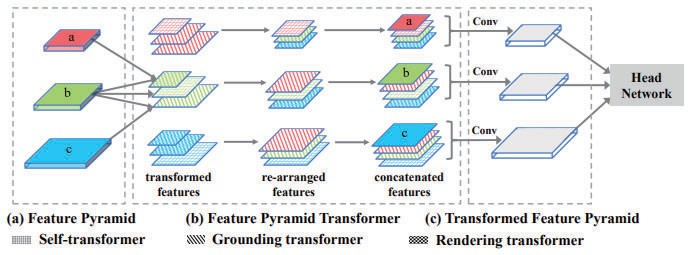 a
b
c
a
b
c
Conv
Conv
Conv
Head
Network
transformed
features
re-arranged
features
concatenated
features
(a) Feature Pyramid
(b) Feature Pyramid Transformer
(c) Transformed Feature Pyramid
Self-transformer
Grounding transformer
Rendering transformer